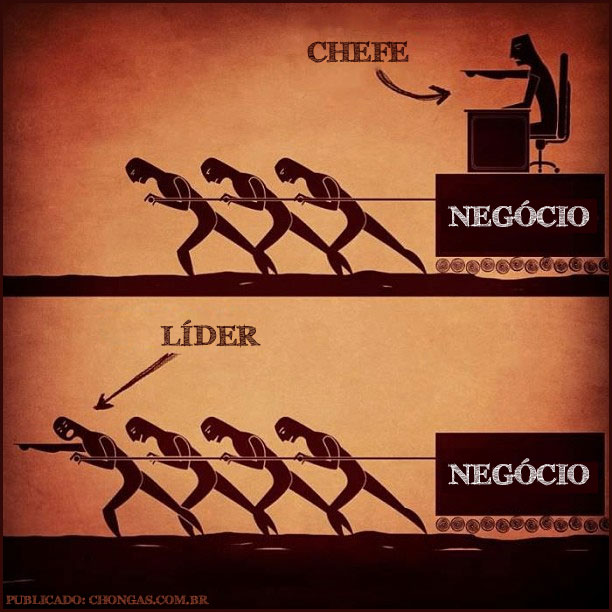 CHEFE
NEGÓCIO
LÍDER
NEGÓCIO
PUBLICADO: CHONGAS.COM.BR